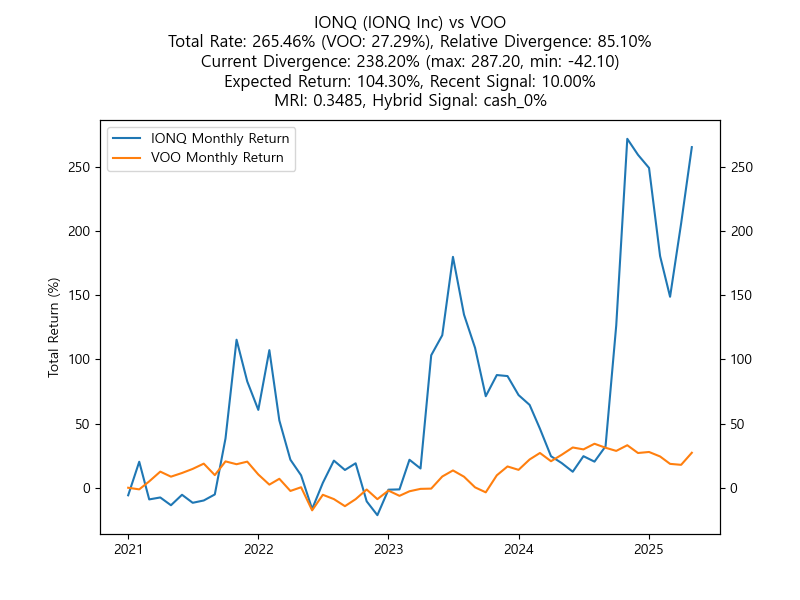 IONQ (IONQ Inc) vs VOO
Total Rate: 265.46% (VOO: 27.29%), Relative Divergence: 85.10%
Current Divergence: 238.20% (max: 287.20, min: -42.10)
Expected Return: 104.30%, Recent Signal: 10.00%
MRI: 0.3485, Hybrid Signal: cash_0%
IONQ Monthly Return
VOO Monthly Return
Total Return (%)
250
200
150
100
50
0
250
200
150
100
50
0
2021
2022
2023
2024
2025